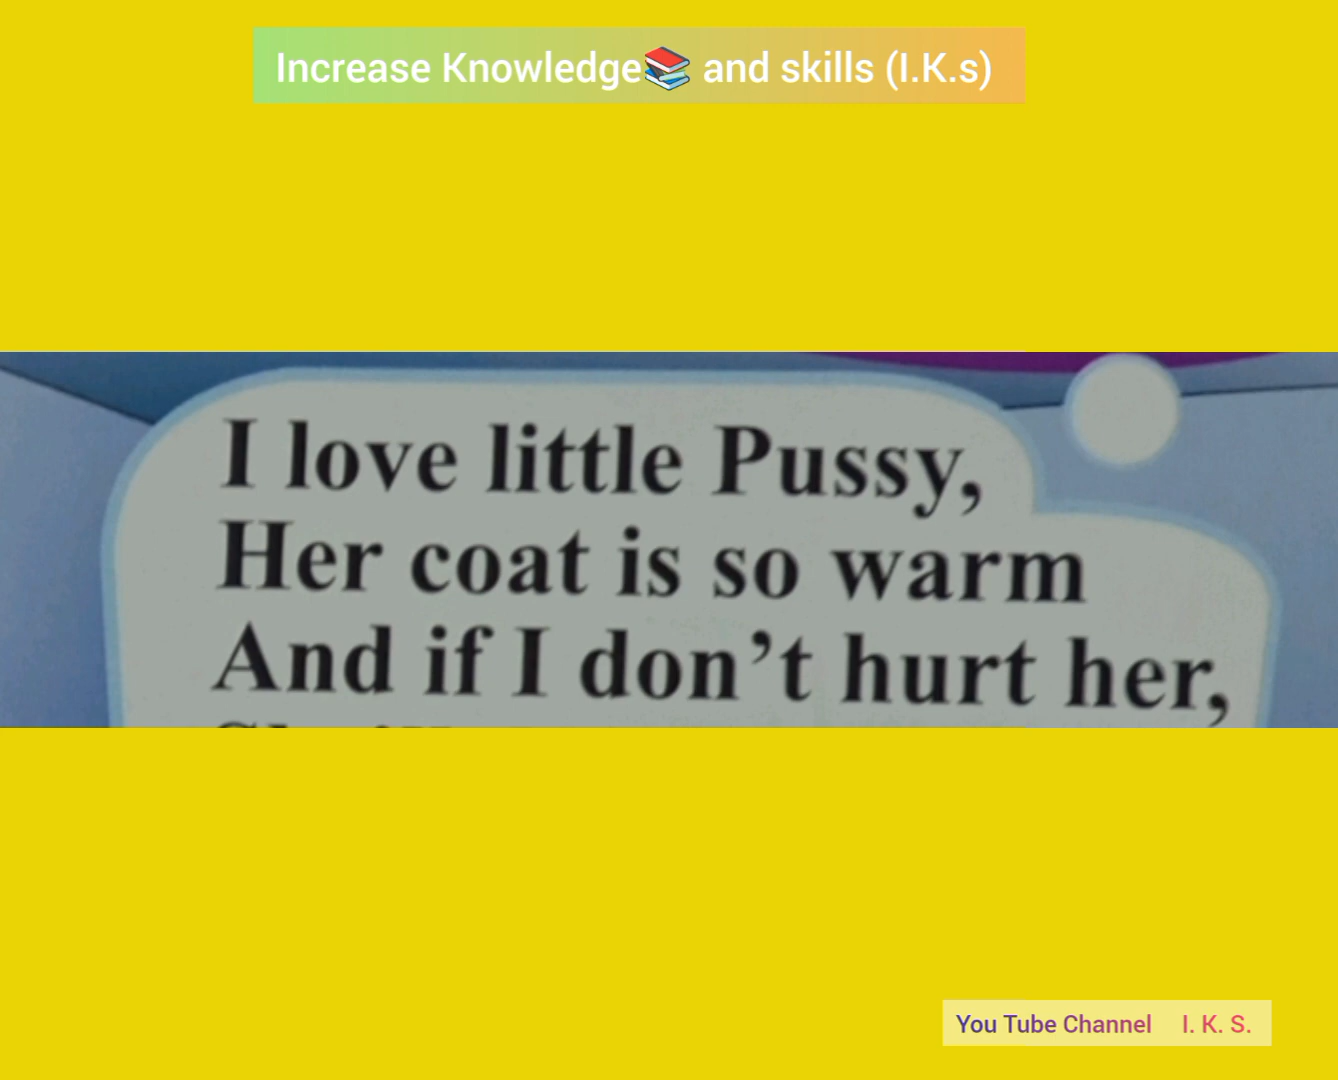 Increase Knowledge📚 and skills (I.K.s)
I love little Pussy,
Her coat is so warm
And if I don’t hurt her,
You Tube Channel I. K. S.